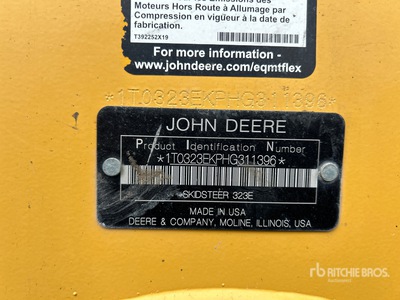 Moteurs Hors Route à Allumage par
Compression en vigueur à la date de
fabrication.
T392252X19
For more information -
www.johndeere.com/eqmtflex
*1T0323EKPHG311396*
JOHN DEERE
Product Identification Number
*1T0323EKPHG311396*
SKIDSTEER 323E
MADE IN USA
DEERE & COMPANY, MOLINE, ILLINOIS, USA
rb RITCHIE BROS.